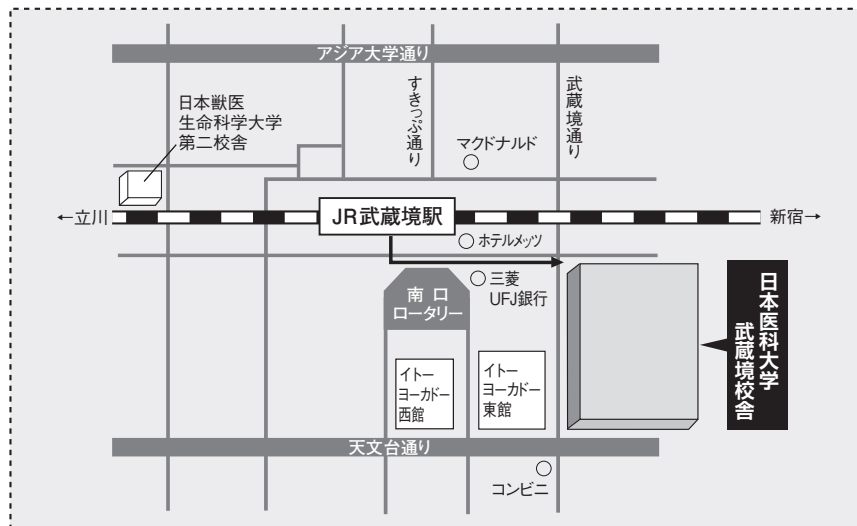 アジア大学通り
日本獣医
生命科学大学
第二校舎
すきっぷ通り
マクドナルド
武蔵境通り
←立川
JR武蔵境駅
新宿→
ホテルメッツ
三菱
UFJ銀行
南口
ロータリー
日本医科大学
武蔵境校舎
イトー
ヨーカドー
西館
イトー
ヨーカドー
東館
天文台通り
コンビニ